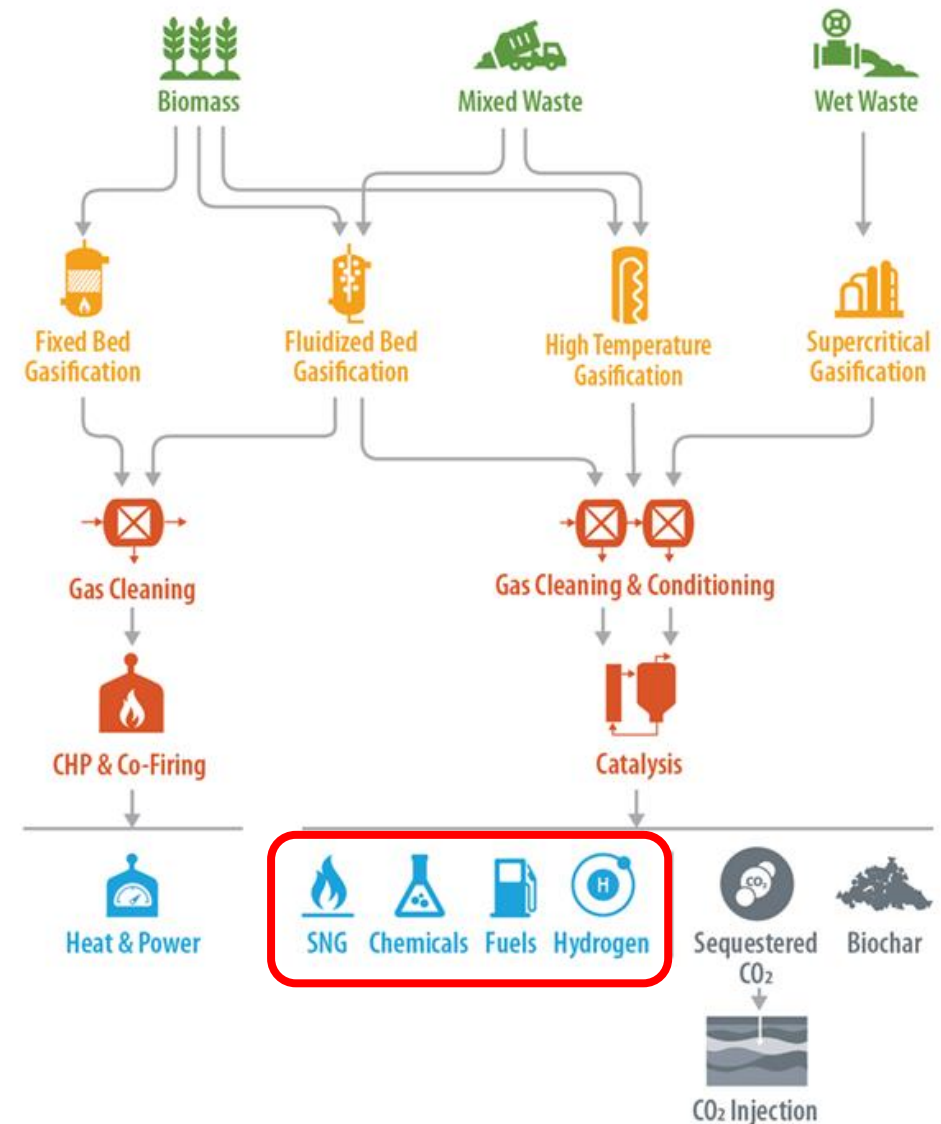 Biomass
Mixed Waste
Wet Waste
Fixed Bed
Gasification
Fluidized Bed
Gasification
High Temperature
Gasification
Supercritical
Gasification
Gas Cleaning
Gas Cleaning & Conditioning
CHP & Co-Firing
Catalysis
H
CO₂
Heat & Power
SNG
Chemicals
Fuels
Hydrogen
Sequestered
CO₂
Biochar
CO₂ Injection